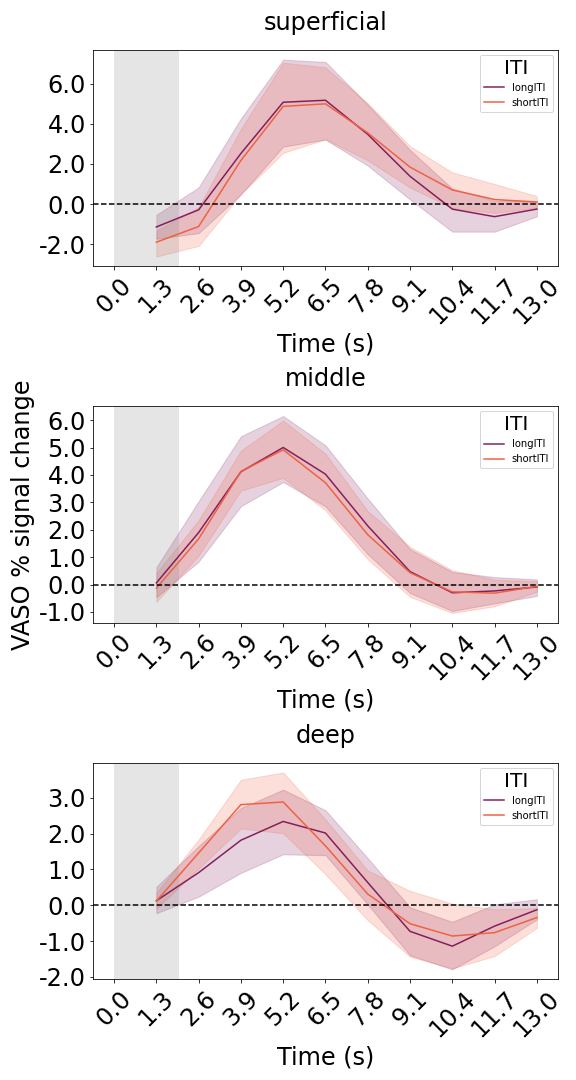 superficial
ITI
longITI
shortITI
6.0
4.0
2.0
0.0
-2.0
0.0 1.3 2.6 3.9 5.2 6.5 7.8 9.1 10.4 11.7 13.0
Time (s)
VASO % signal change
middle
ITI
longITI
shortITI
6.0
5.0
4.0
3.0
2.0
1.0
0.0
-1.0
0.0 1.3 2.6 3.9 5.2 6.5 7.8 9.1 10.4 11.7 13.0
Time (s)
deep
ITI
longITI
shortITI
3.0
2.0
1.0
0.0
-1.0
-2.0
0.0 1.3 2.6 3.9 5.2 6.5 7.8 9.1 10.4 11.7 13.0
Time (s)